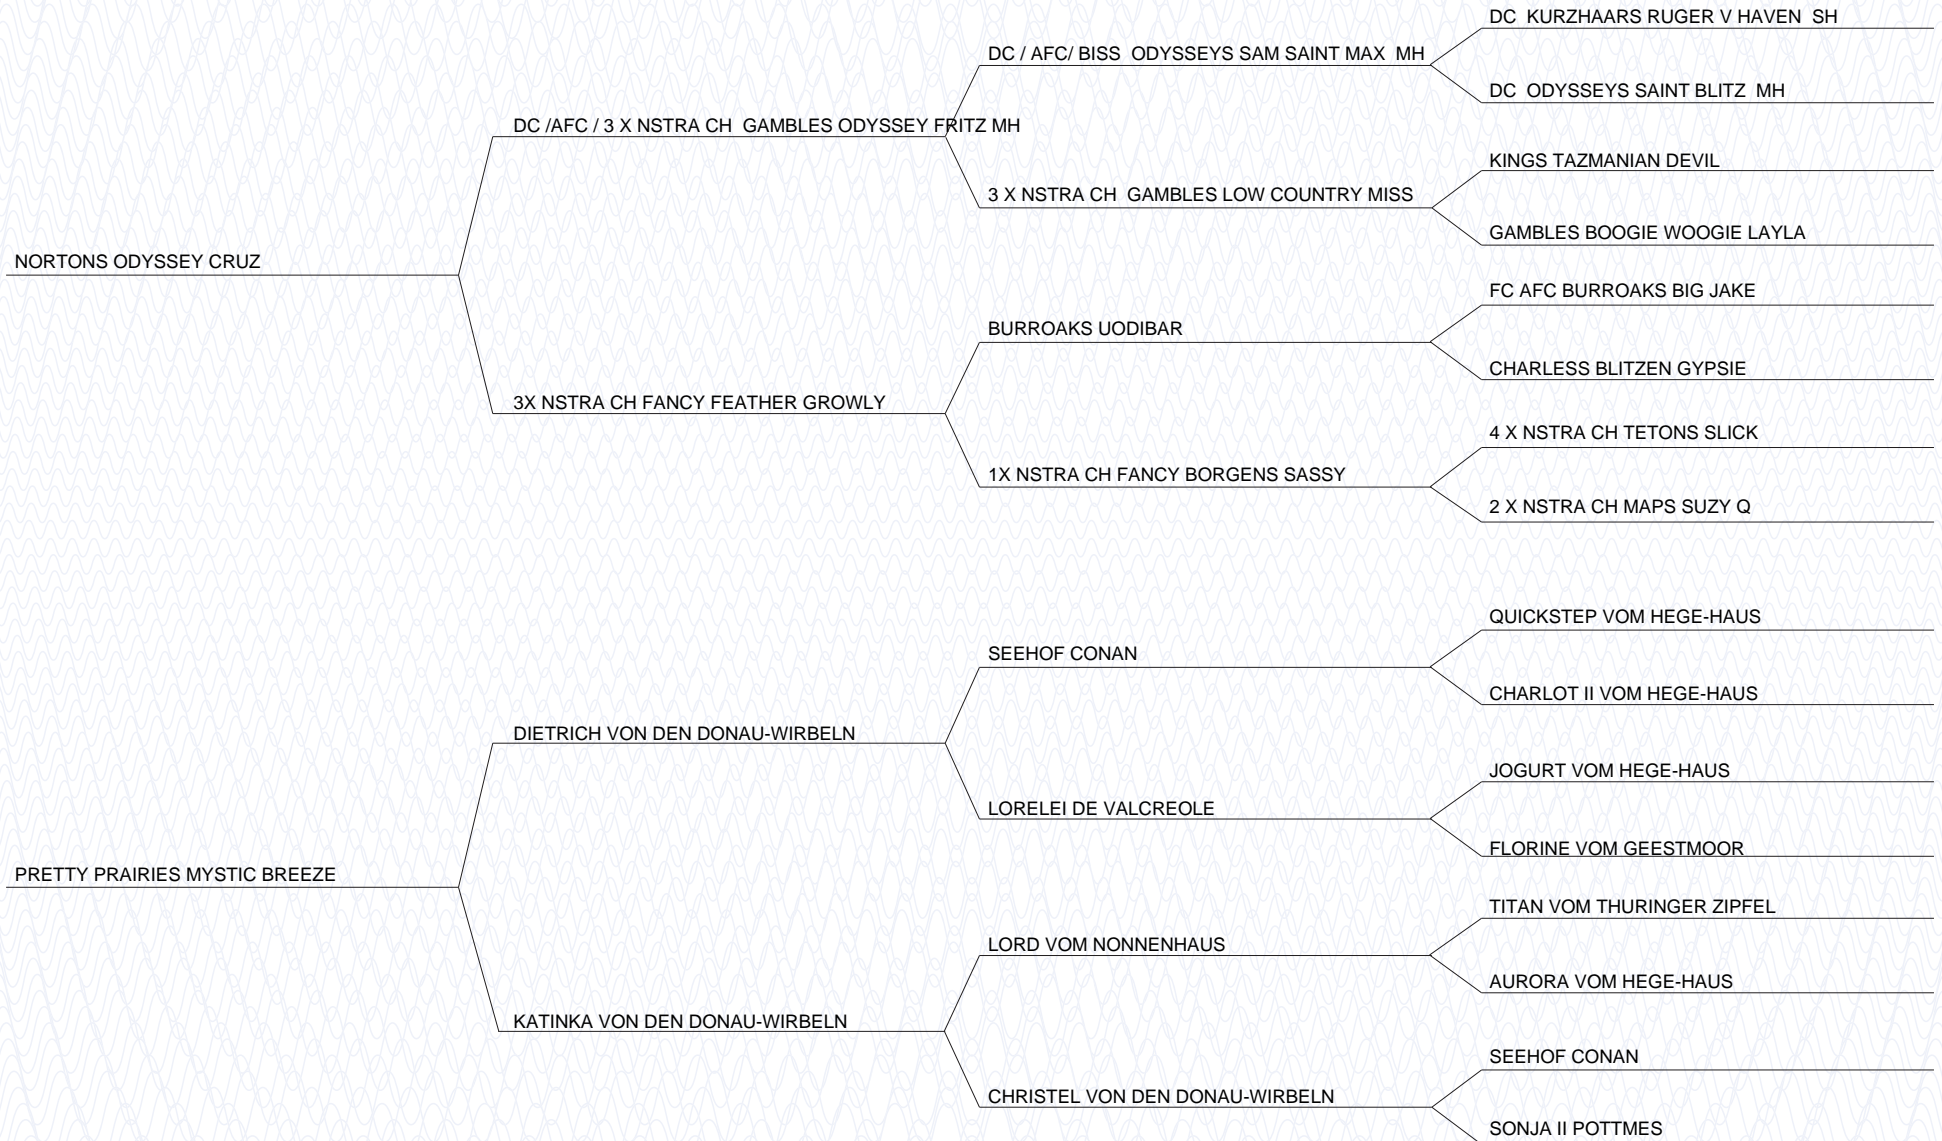 DC  KURZHAARS RUGER V HAVEN  SH
DC / AFC/ BISS  ODYSSEYS SAM SAINT MAX  MH
DC  ODYSSEYS SAINT BLITZ  MH
DC /AFC / 3 X NSTRA CH  GAMBLES ODYSSEY FRITZ MH
KINGS TAZMANIAN DEVIL
3 X NSTRA CH  GAMBLES LOW COUNTRY MISS
GAMBLES BOOGIE WOOGIE LAYLA
NORTONS ODYSSEY CRUZ
FC AFC BURROAKS BIG JAKE
BURROAKS UODIBAR
CHARLESS BLITZEN GYPSIE
3X NSTRA CH FANCY FEATHER GROWLY
4 X NSTRA CH TETONS SLICK
1X NSTRA CH FANCY BORGENS SASSY
2 X NSTRA CH MAPS SUZY Q
QUICKSTEP VOM HEGE-HAUS
SEEHOF CONAN
CHARLOT II VOM HEGE-HAUS
DIETRICH VON DEN DONAU-WIRBELN
JOGURT VOM HEGE-HAUS
LORELEI DE VALCREOLE
FLORINE VOM GEESTMOOR
PRETTY PRAIRIES MYSTIC BREEZE
TITAN VOM THURINGER ZIPFEL
LORD VOM NONNENHAUS
AURORA VOM HEGE-HAUS
KATINKA VON DEN DONAU-WIRBELN
SEEHOF CONAN
CHRISTEL VON DEN DONAU-WIRBELN
SONJA II POTTMES